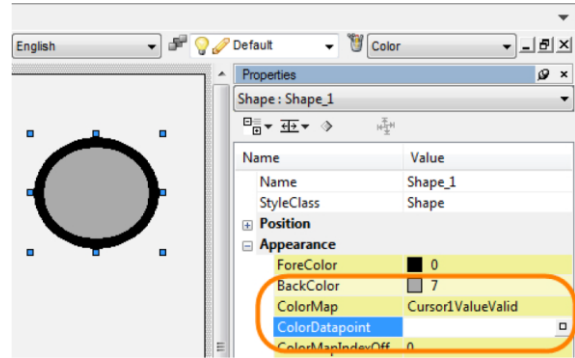 English Default Color
Properties
Shape : Shape_1
Name Value
Name Shape_1
StyleClass Shape
Position
Appearance
ForeColor 0
BackColor 7
ColorMap Cursor1ValueValid
ColorDatapoint
ColorMapIndexOff 0